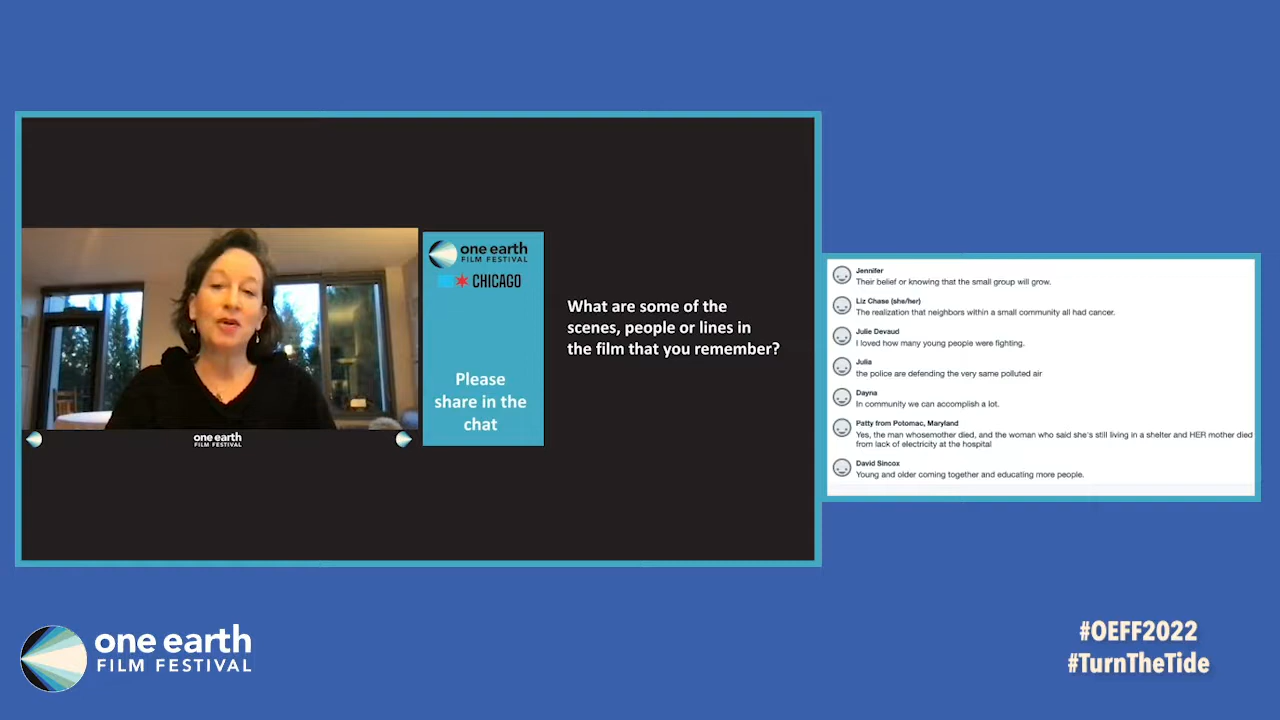 one earth
FILM FESTIVAL
CHICAGO
Please
share in the
chat
one earth
FILM FESTIVAL
What are some of the
scenes, people or lines in
the film that you remember?
Jennifer
Their belief or knowing that the small group will grow.
Liz Chase (she/her)
The realization that neighbors within a small community all had cancer.
Julie Devaud
I loved how many young people were fighting.
Julia
the police are defending the very same polluted air
Dayna
In community we can accomplish a lot.
Patty from Potomac, Maryland
Yes, the man whosemother died, and the woman who said she's still living in a shelter and HER mother died
from lack of electricity at the hospital
David Sincox
Young and older coming together and educating more people.
one earth
FILM FESTIVAL
#OEFF2022
#TurnTheTide